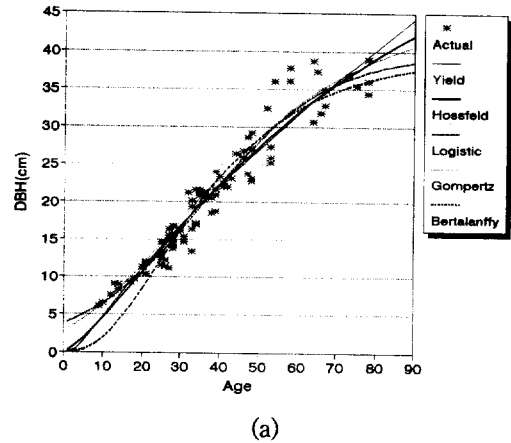 45
40
35
30
25
20
15
10
5
0
DBH(cm)
0 10 20 30 40 50 60 70 80 90
Age
Actual
Yield
Hossfeld
Logistic
Gompertz
Bertalanffy
(a)